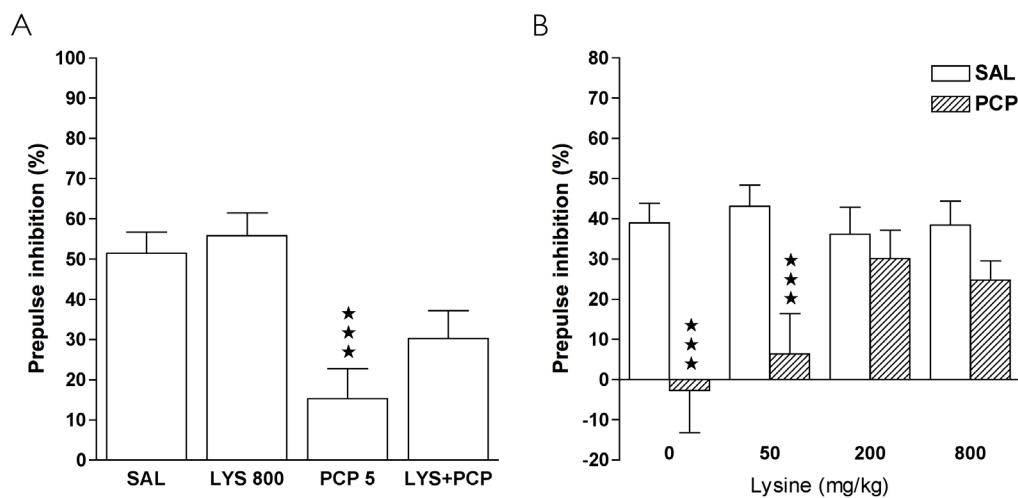 A
Prepulse inhibition (%)
100
90
80
70
60
50
40
30
20
10
0
SAL LYS 800 PCP 5 LYS+PCP
B
Prepulse inhibition (%)
80
70
60
50
40
30
20
10
0
-10
-20
SAL
PCP
0 50 200 800
Lysine (mg/kg)